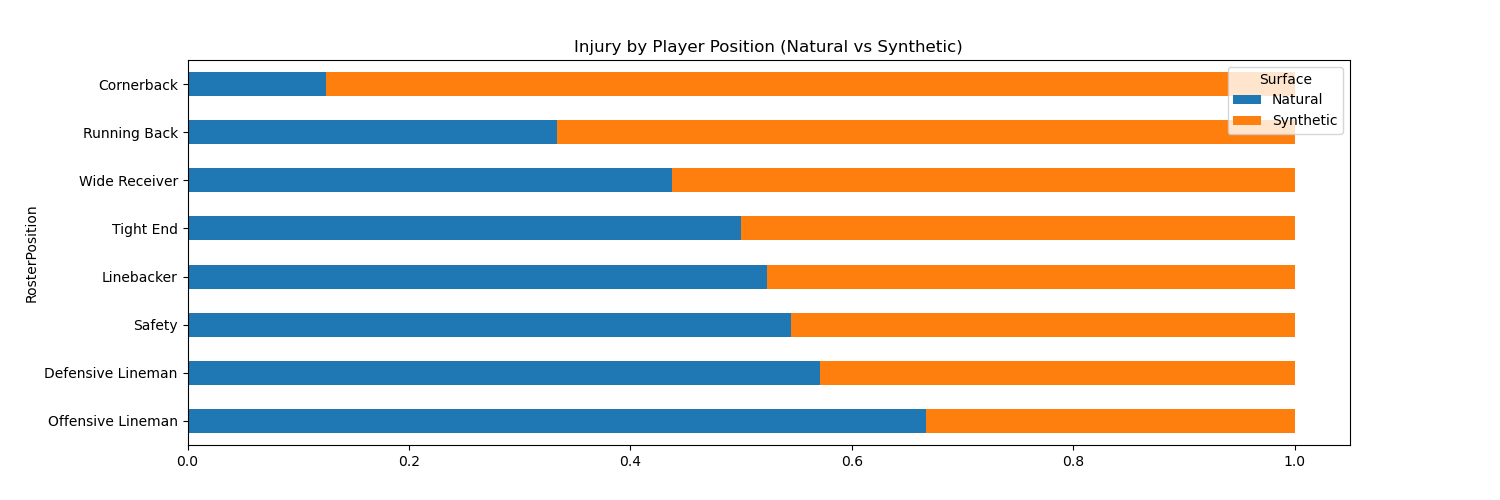 Injury by Player Position (Natural vs Synthetic)
Surface
Natural
Synthetic
RosterPosition
Cornerback
Running Back
Wide Receiver
Tight End
Linebacker
Safety
Defensive Lineman
Offensive Lineman
0.0 0.2 0.4 0.6 0.8 1.0